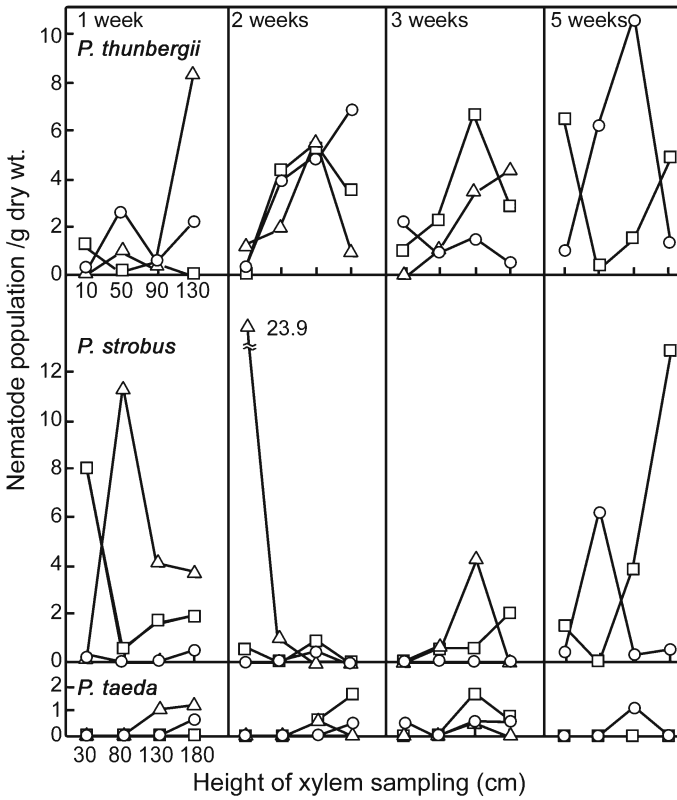 1 week 2 weeks 3 weeks 5 weeks
P. thunbergii
10
8
6
4
2
0
10 50 90 130
P. strobus
23.9
12
10
8
6
4
2
0
P. taeda
2
1
0
30 80 130 180
Nematode population /g dry wt.
Height of xylem sampling (cm)